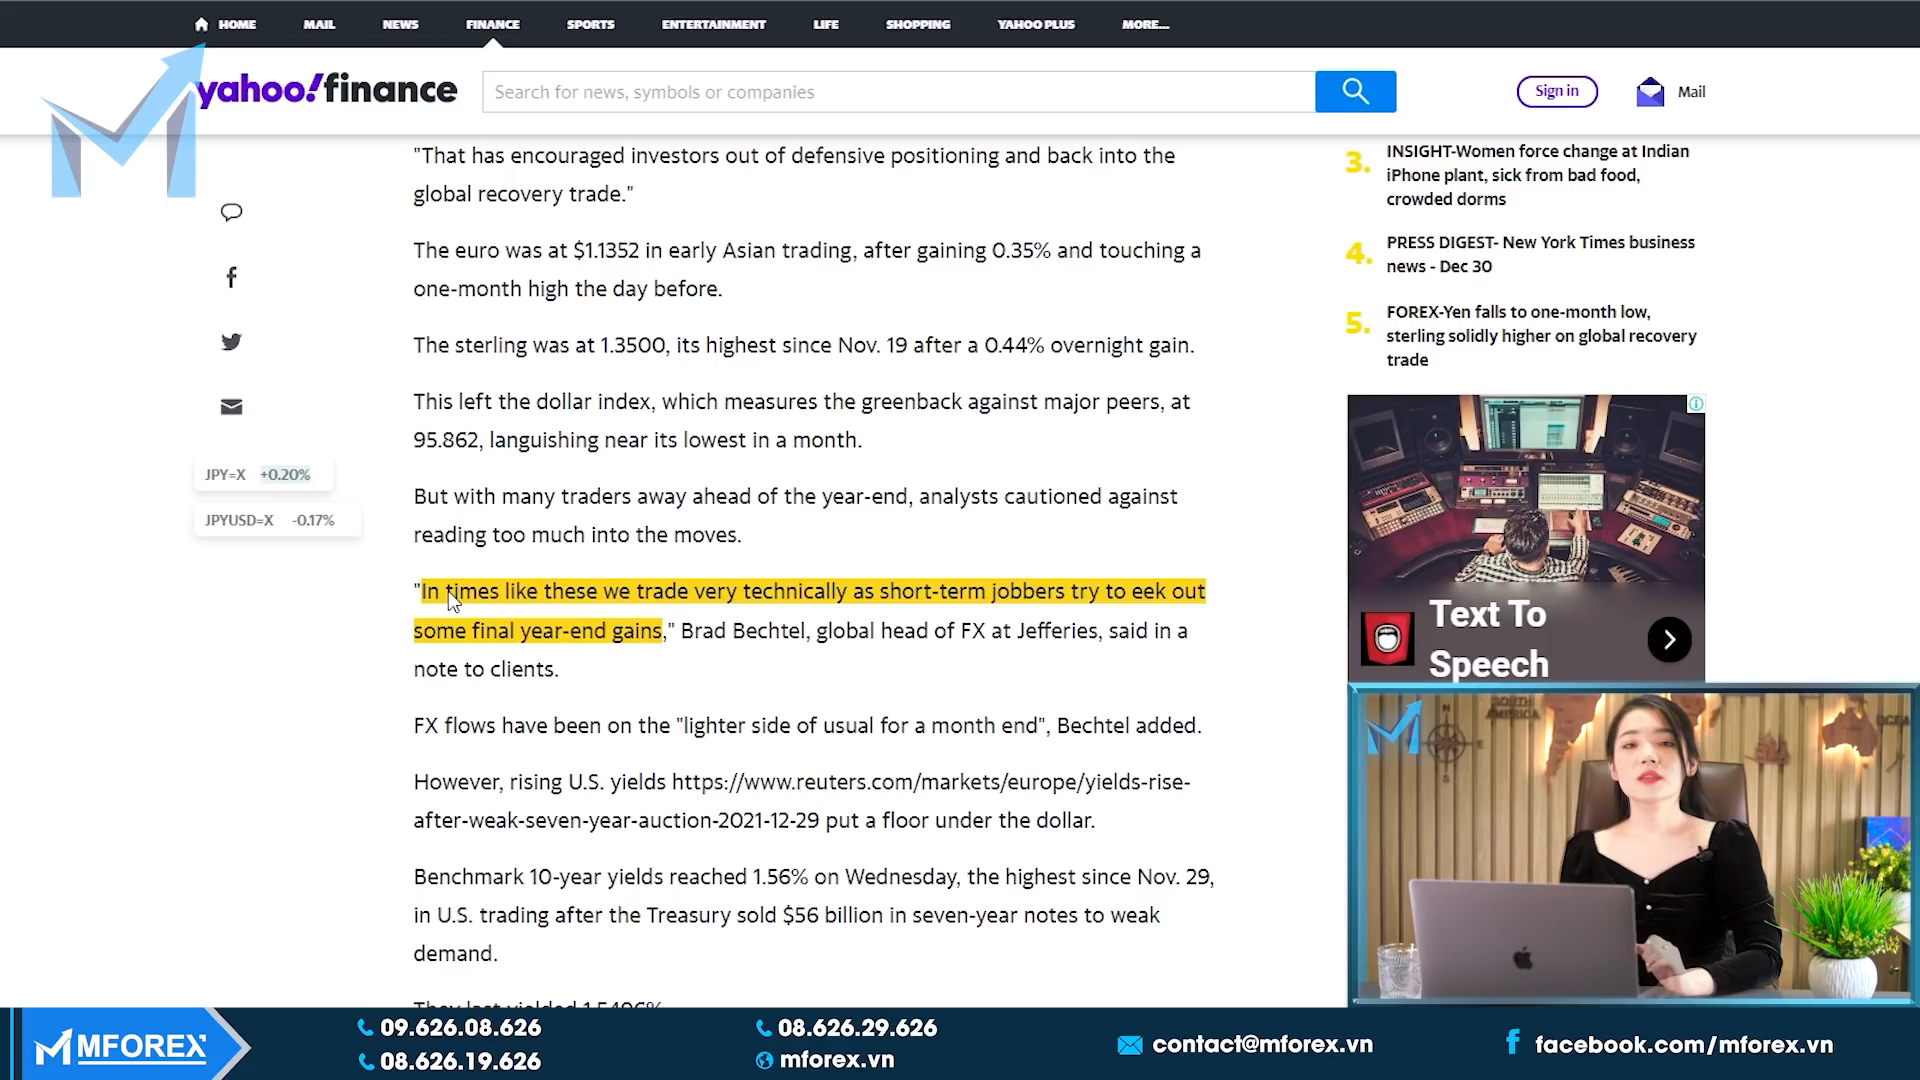 HOME MAIL NEWS FINANCE SPORTS ENTERTAINMENT LIFE SHOPPING YAHOO PLUS MORE...
yahoo!finance
Search for news, symbols or companies
Sign in
Mail
"That has encouraged investors out of defensive positioning and back into the
global recovery trade."
The euro was at $1.1352 in early Asian trading, after gaining 0.35% and touching a
one-month high the day before.
The sterling was at 1.3500, its highest since Nov. 19 after a 0.44% overnight gain.
This left the dollar index, which measures the greenback against major peers, at
95.862, languishing near its lowest in a month.
JPY=X +0.20%
JPYUSD=X -0.17%
But with many traders away ahead of the year-end, analysts cautioned against
reading too much into the moves.
"In times like these we trade very technically as short-term jobbers try to eek out
some final year-end gains," Brad Bechtel, global head of FX at Jefferies, said in a
note to clients.
FX flows have been on the "lighter side of usual for a month end", Bechtel added.
However, rising U.S. yields https://www.reuters.com/markets/europe/yields-rise-
after-weak-seven-year-auction-2021-12-29 put a floor under the dollar.
Benchmark 10-year yields reached 1.56% on Wednesday, the highest since Nov. 29,
in U.S. trading after the Treasury sold $56 billion in seven-year notes to weak
demand.
They last yielded 1.5496%
3. INSIGHT-Women force change at Indian
iPhone plant, sick from bad food,
crowded dorms
4. PRESS DIGEST- New York Times business
news - Dec 30
5. FOREX-Yen falls to one-month low,
sterling solidly higher on global recovery
trade
Text To
Speech
N
SOUTH
AMERICA
MFOREX
09.626.08.626
08.626.19.626
08.626.29.626
mforex.vn
contact@mforex.vn
facebook.com/mforex.vn